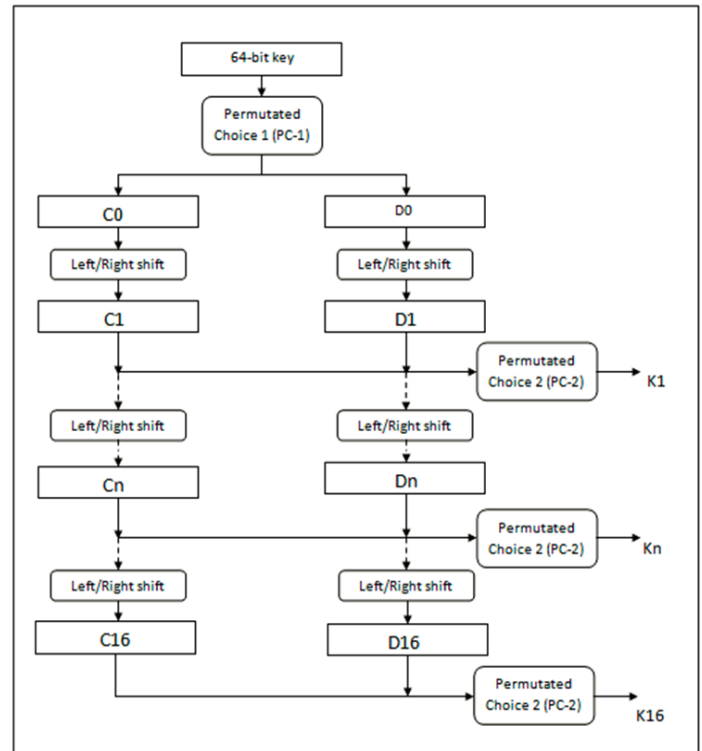 64-bit key
Permutated
Choice 1 (PC-1)
C0
D0
Left/Right shift
Left/Right shift
C1
D1
Permutated
Choice 2 (PC-2)
K1
Left/Right shift
Left/Right shift
Cn
Dn
Permutated
Choice 2 (PC-2)
Kn
Left/Right shift
Left/Right shift
C16
D16
Permutated
Choice 2 (PC-2)
K16